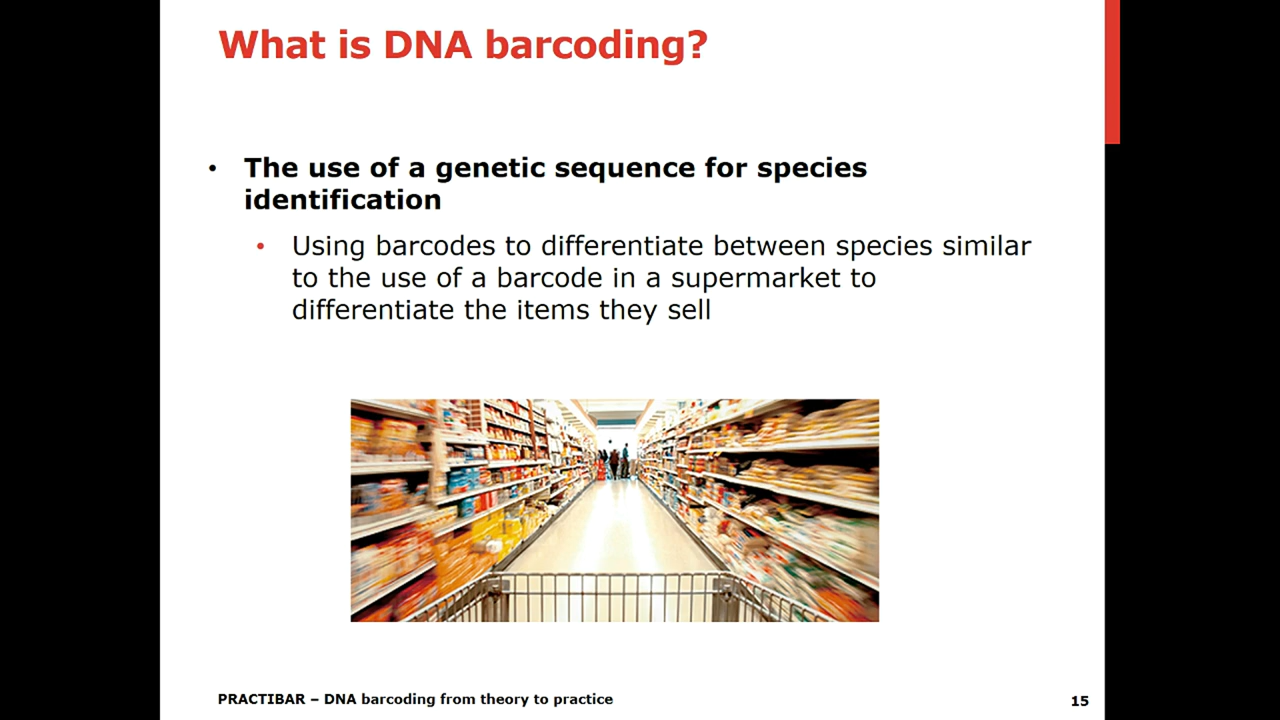 What is DNA barcoding?
• The use of a genetic sequence for species
identification
• Using barcodes to differentiate between species similar
to the use of a barcode in a supermarket to
differentiate the items they sell
PRACTIBAR – DNA barcoding from theory to practice
15